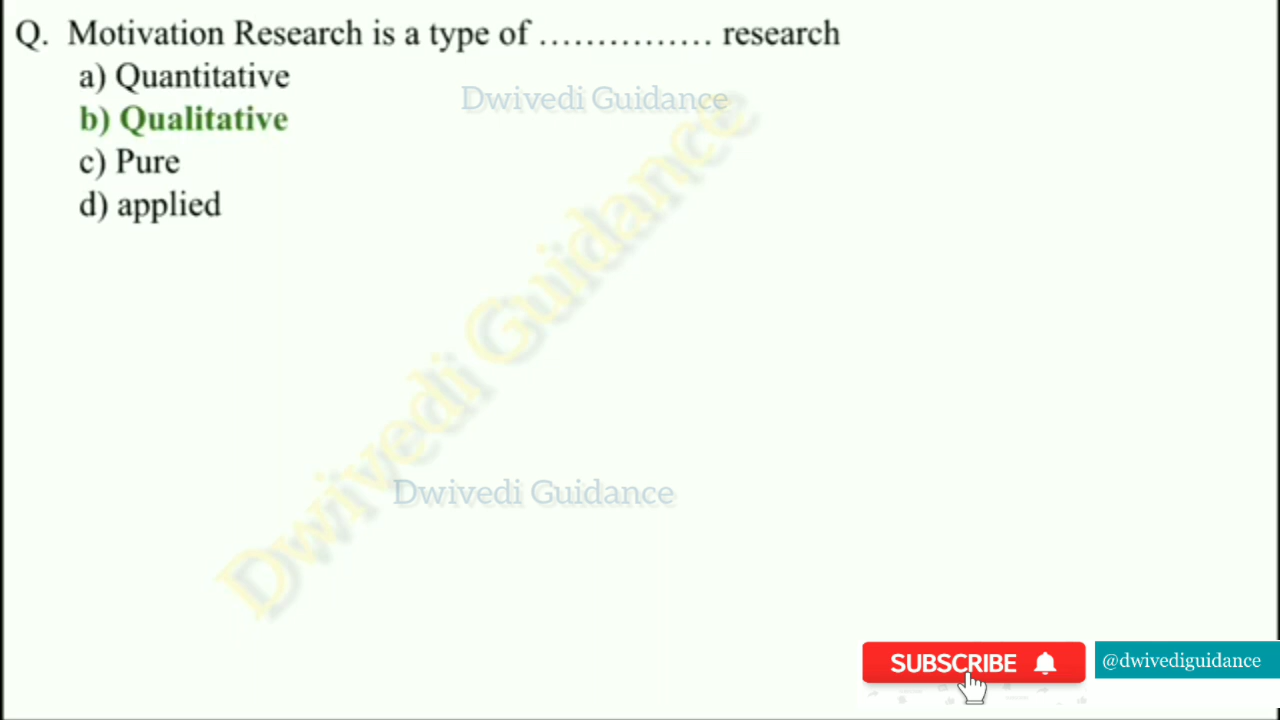 Q. Motivation Research is a type of …………… research
a) Quantitative
Dwivedi Guidance
b) Qualitative
c) Pure
d) applied
Dwivedi Guidance
Dwivedi Guidance
SUBSCRIBE
@dwivediguidance